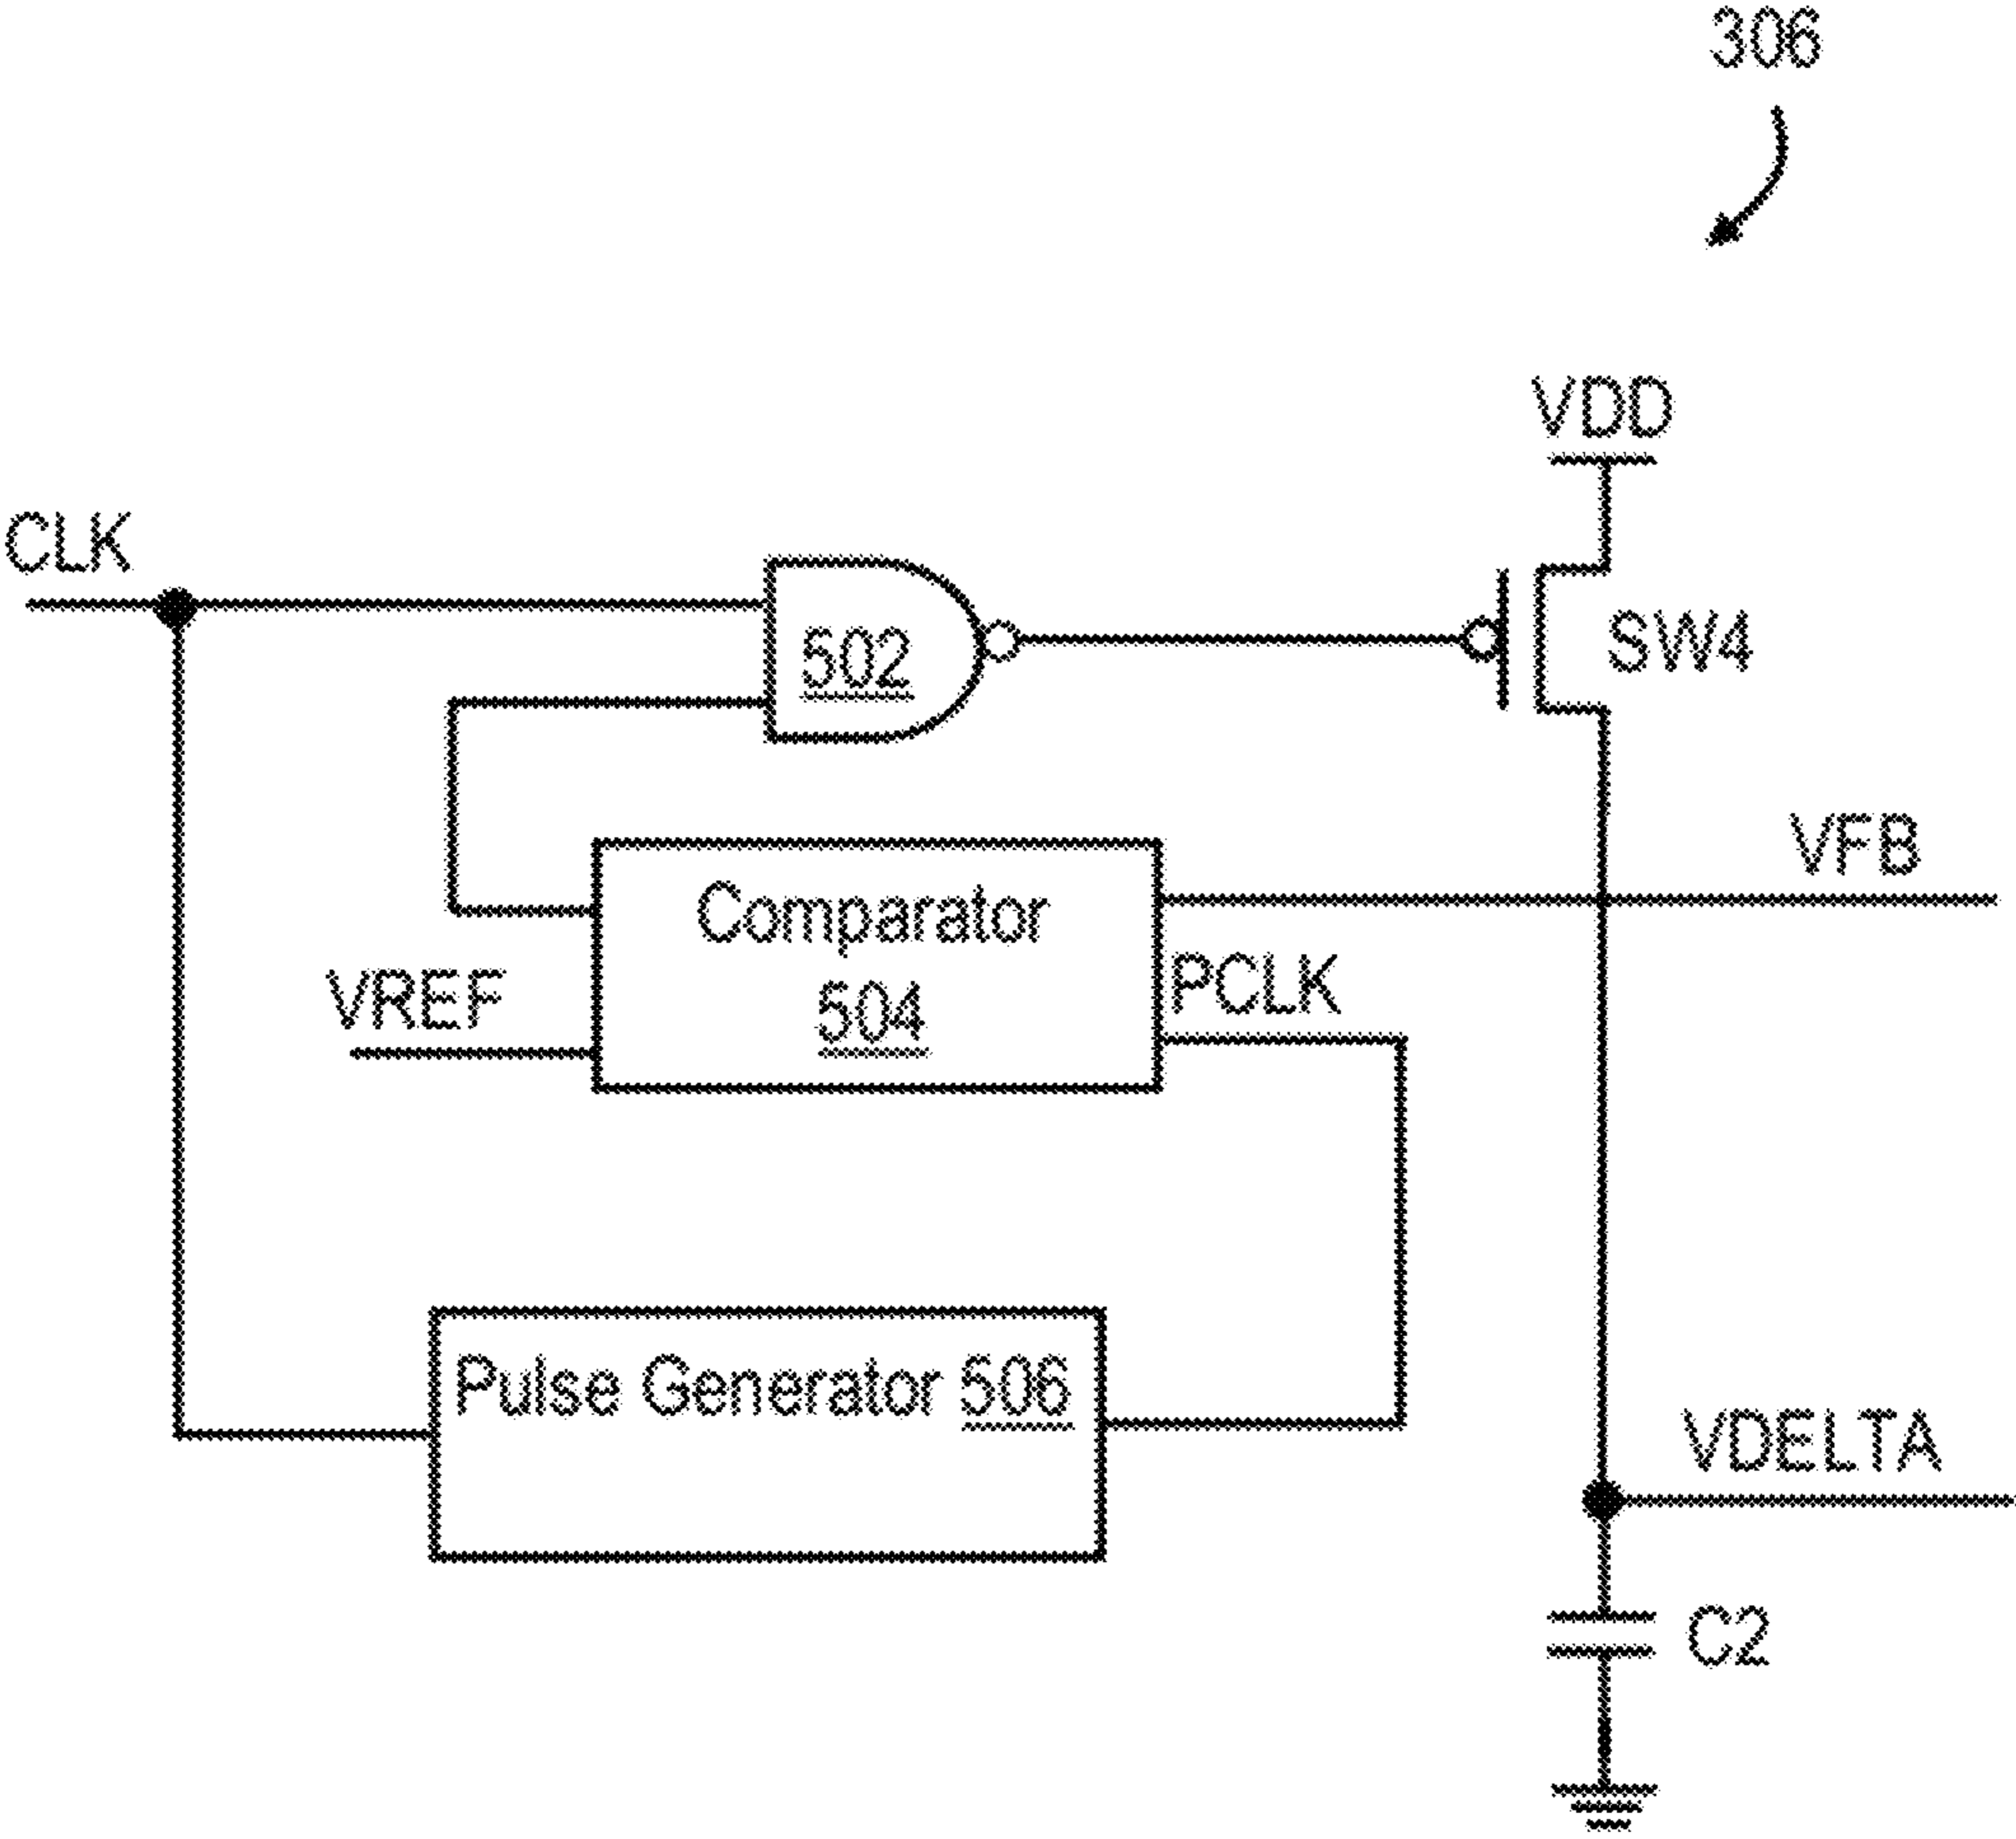 306
VDD
CLK
502
SW4
VFB
Comparator
504
VREF
PCLK
Pulse Generator 506
VDELTA
C2